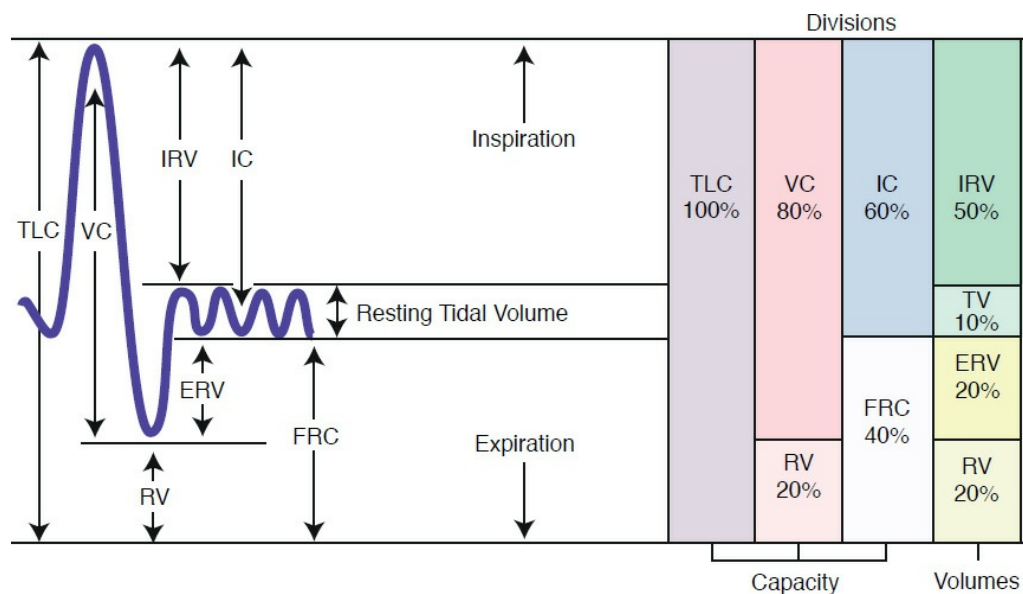 Divisions
TLC
VC
IRV
IC
Resting Tidal Volume
ERV
FRC
RV
Inspiration
Expiration
TLC
100%
VC
80%
RV
20%
IC
60%
FRC
40%
IRV
50%
TV
10%
ERV
20%
RV
20%
Capacity
Volumes